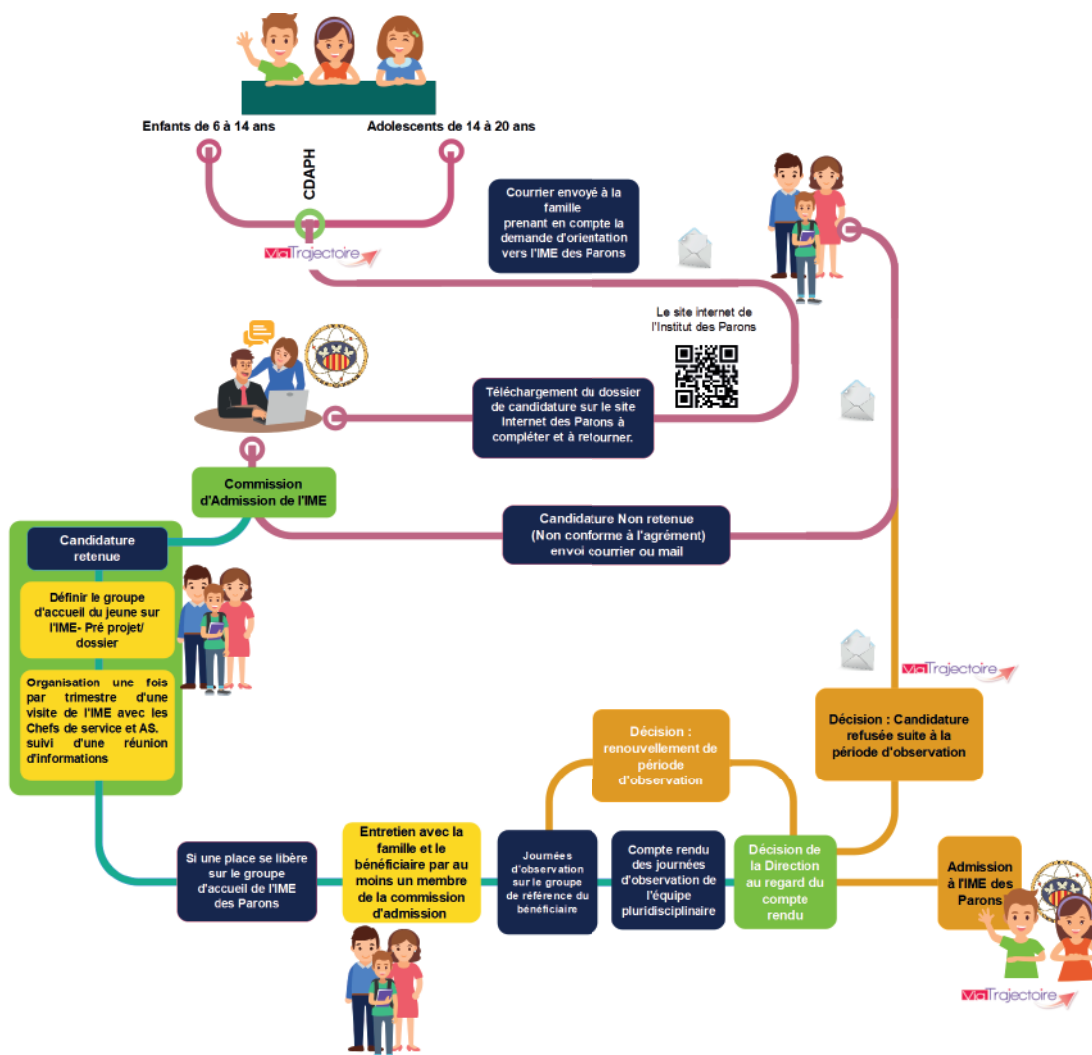 Enfants de 6 à 14 ans
Adolescents de 14 à 20 ans
CDAPH
viaTrajectoire
Courrier envoyé à la
famille
prenant en compte la
demande d'orientation
vers l'IME des Parons
Le site internet de
l'Institut des Parons
Téléchargement du dossier
de candidature sur le site
Internet des Parons à
compléter et à retourner.
Commission
d'Admission de l'IME
Candidature Non retenue
(Non conforme à l'agrément)
envoi courrier ou mail
Candidature
retenue
Définir le groupe
d'accueil du jeune sur
l'IME- Pré projet/
dossier
Organisation une fois
par trimestre d'une
visite de l'IME avec les
Chefs de service et AS.
suivi d'une réunion
d'informations
viaTrajectoire
Décision : Candidature
refusée suite à la
période d'observation
Décision :
renouvellement de
période
d'observation
Si une place se libère
sur le groupe
d'accueil de l'IME
des Parons
Entretien avec la
famille et le
bénéficiaire par au
moins un membre
de la commission
d'admission
Journées
d'observation
sur le groupe
de référence du
bénéficiaire
Compte rendu
des journées
d'observation de
l'équipe
pluridisciplinaire
Décision de
la Direction
au regard du
compte
rendu
Admission
à l'IME des
Parons
viaTrajectoire